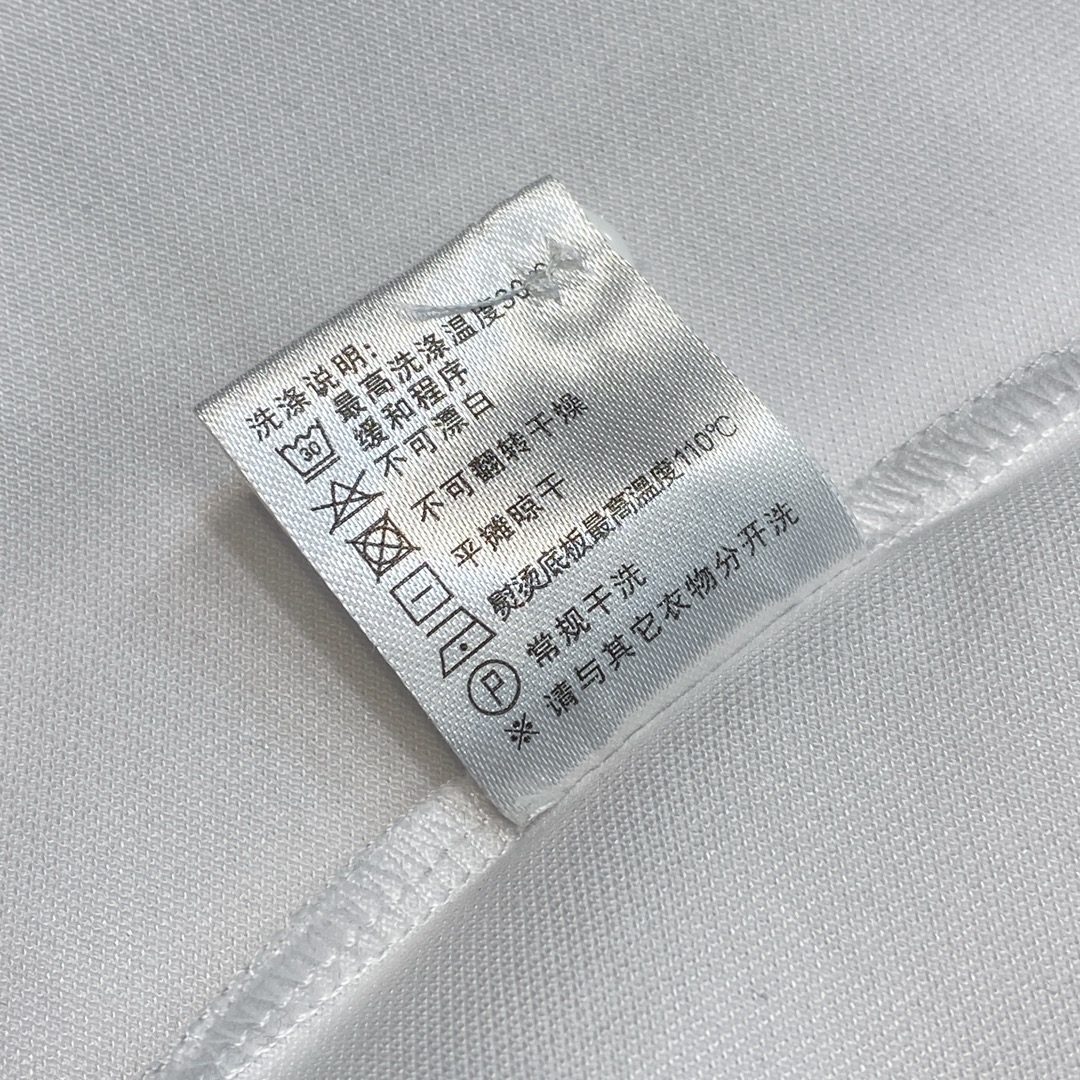 洗涤说明:
30 最高洗涤温度30℃
缓和程序
不可漂白
不可翻转干燥
平摊晾干
熨烫底板最高温度110℃
P 常规干洗
※ 请与其它衣物分开洗